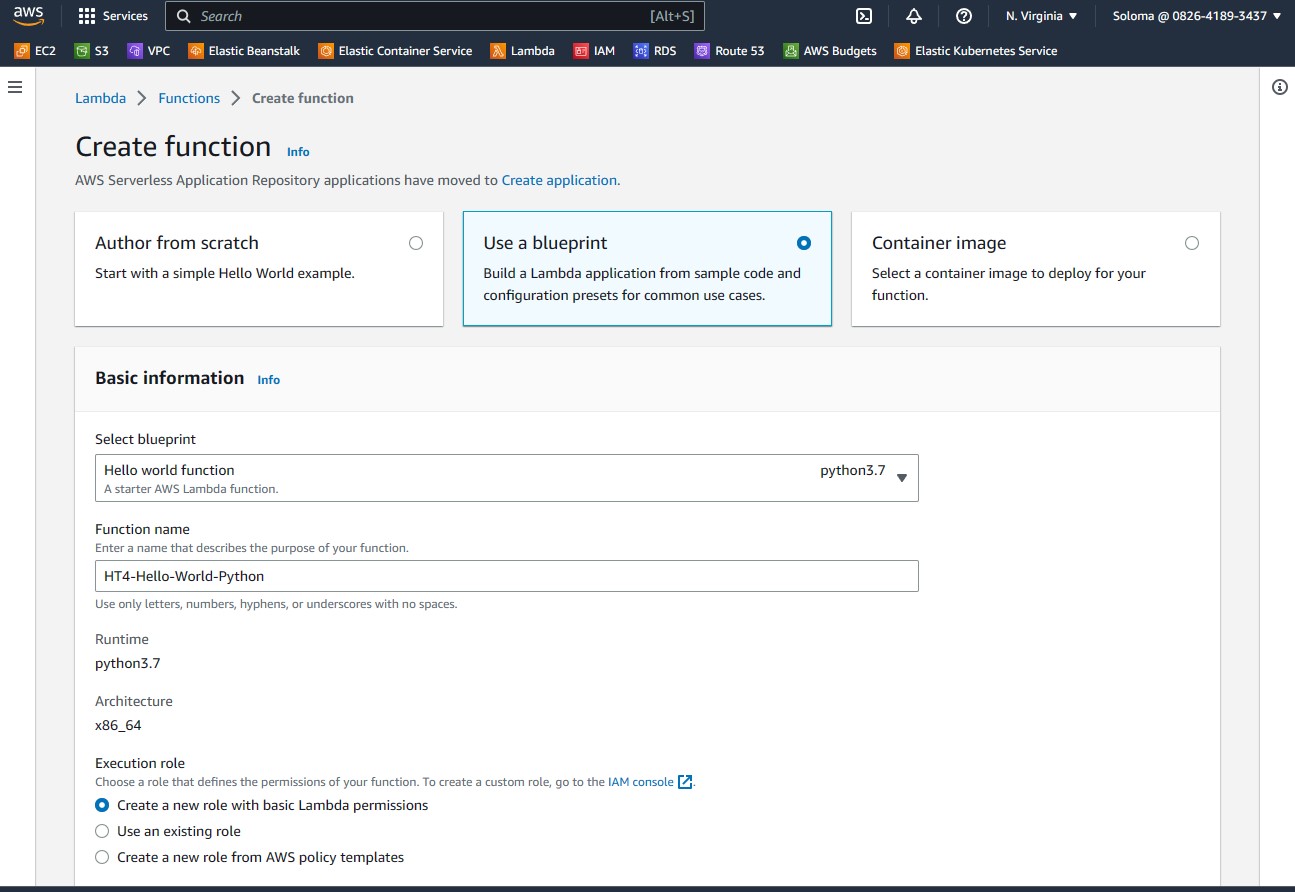 aws
Services
Search
[Alt+S]
N. Virginia
Soloma @ 0826-4189-3437
EC2
S3
VPC
Elastic Beanstalk
Elastic Container Service
Lambda
IAM
RDS
Route 53
AWS Budgets
Elastic Kubernetes Service
Lambda
Functions
Create function
Create function
Info
AWS Serverless Application Repository applications have moved to Create application.
Author from scratch
Start with a simple Hello World example.
Use a blueprint
Build a Lambda application from sample code and
configuration presets for common use cases.
Container image
Select a container image to deploy for your
function.
Basic information
Info
Select blueprint
Hello world function
python3.7
A starter AWS Lambda function.
Function name
Enter a name that describes the purpose of your function.
HT4-Hello-World-Python
Use only letters, numbers, hyphens, or underscores with no spaces.
Runtime
python3.7
Architecture
x86_64
Execution role
Choose a role that defines the permissions of your function. To create a custom role, go to the IAM console.
Create a new role with basic Lambda permissions
Use an existing role
Create a new role from AWS policy templates